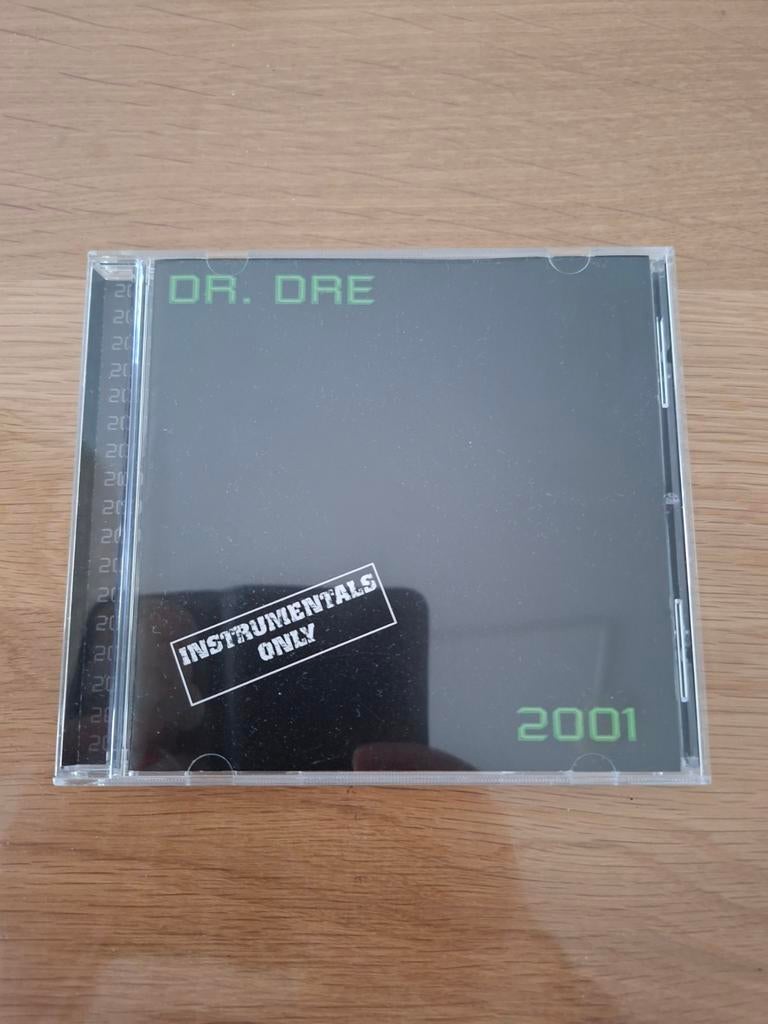 DR. DRE
INSTRUMENTALS
ONLY
2001